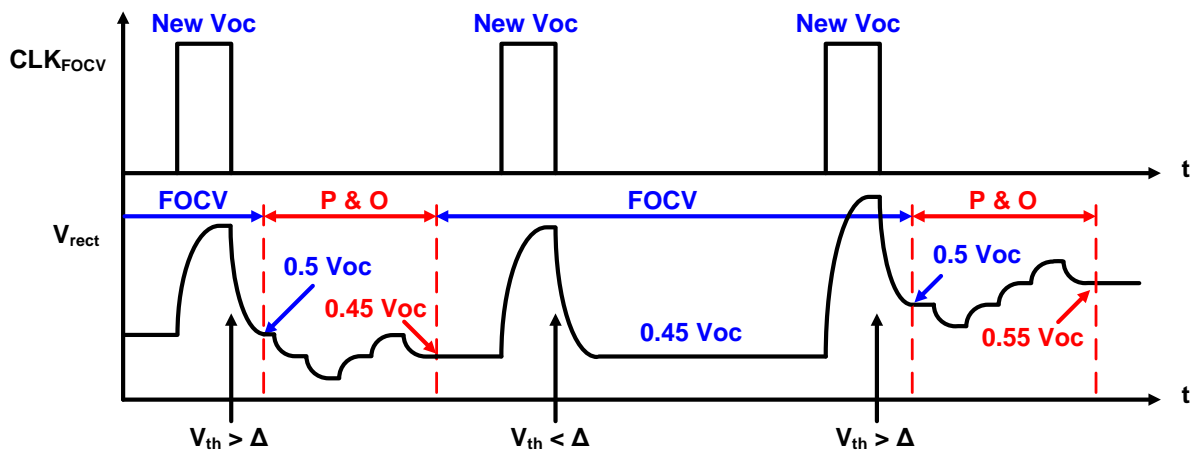 New Voc
New Voc
New Voc
CLKFOCV
t
FOCV
P & O
FOCV
P & O
Vrect
0.5 Voc
0.45 Voc
0.45 Voc
0.5 Voc
0.55 Voc
t
Vth > Δ
Vth < Δ
Vth > Δ